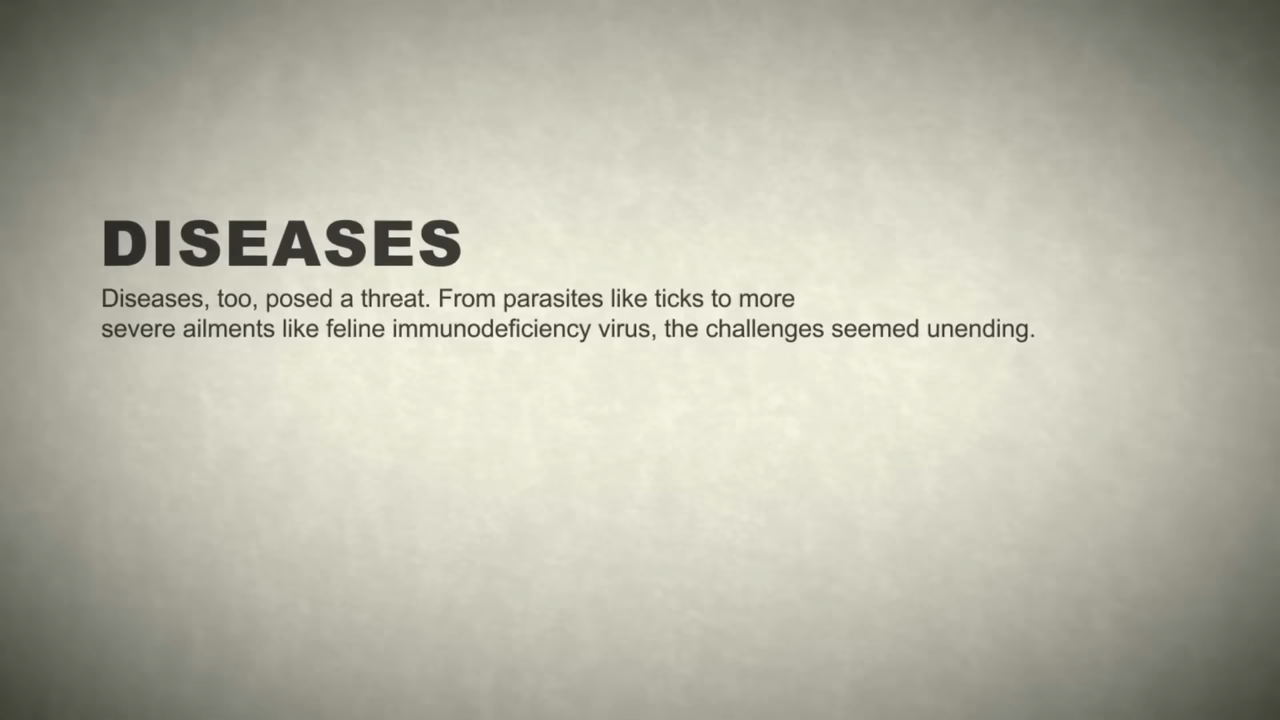 DISEASES
Diseases, too, posed a threat. From parasites like ticks to more
severe ailments like feline immunodeficiency virus, the challenges seemed unending.